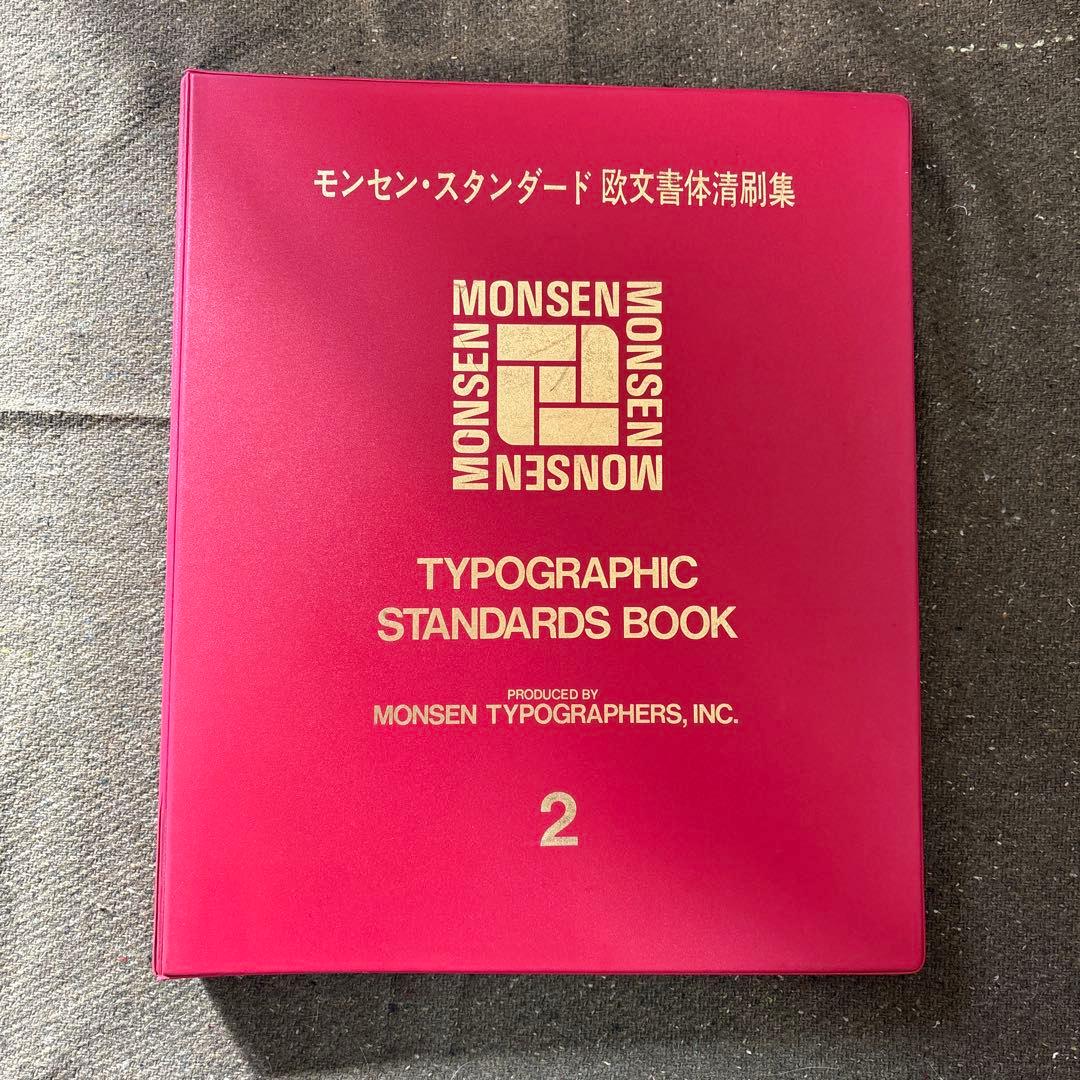 モンセン・スタンダード 欧文書体清刷集
MONSEN
MONSEN
MONSEN
MONSEN
TYPOGRAPHIC
STANDARDS BOOK
PRODUCED BY
MONSEN TYPOGRAPHERS, INC.
2